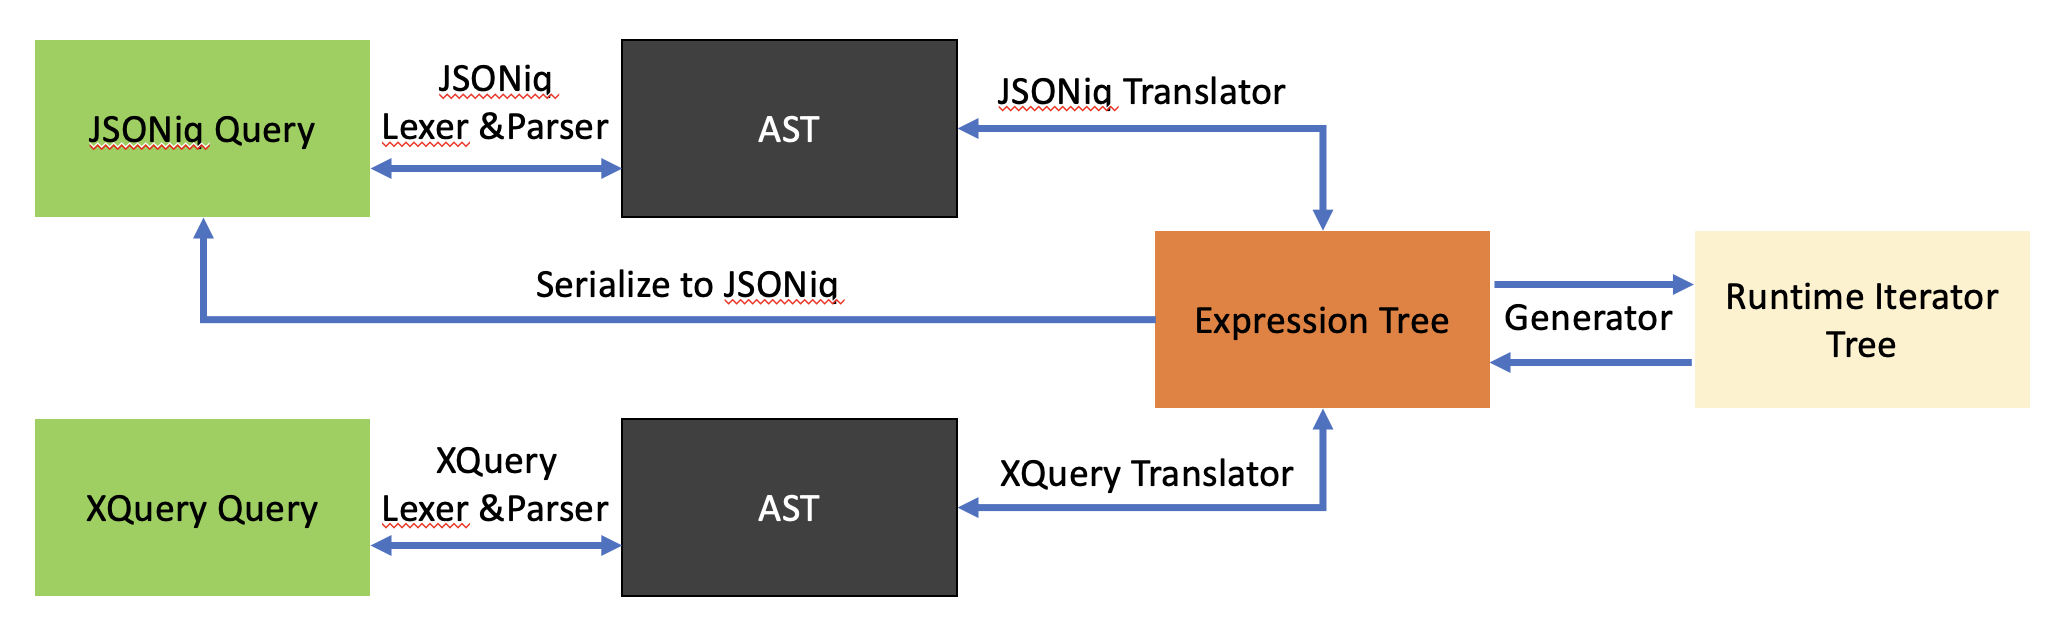 JSONiq Query
JSONiq
Lexer &Parser
AST
JSONiq Translator
Serialize to JSONiq
Expression Tree
Generator
Runtime Iterator
Tree
XQuery Query
XQuery
Lexer &Parser
AST
XQuery Translator